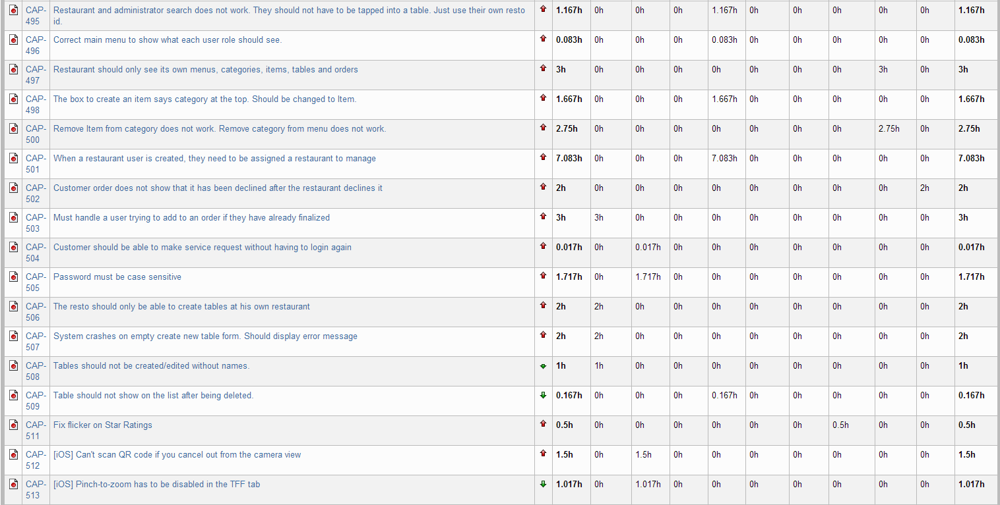 CAP- Restaurant and administrator search does not work. They should not have to be tapped into a table. Just use their own resto 1.167h 0h 0h 0h 1.167h 0h 0h 0h 0h 0h 1.167h
495 id.
CAP- Correct main menu to show what each user role should see. 0.083h 0h 0h 0h 0.083h 0h 0h 0h 0h 0h 0.083h
496
CAP- Restaurant should only see its own menus, categories, items, tables and orders 3h 0h 0h 0h 0h 0h 0h 0h 3h 0h 3h
497
CAP- The box to create an item says category at the top. Should be changed to Item. 1.667h 0h 0h 0h 1.667h 0h 0h 0h 0h 0h 1.667h
498
CAP- Remove Item from category does not work. Remove category from menu does not work. 2.75h 0h 0h 0h 0h 0h 0h 0h 2.75h 0h 2.75h
500
CAP- When a restaurant user is created, they need to be assigned a restaurant to manage 7.083h 0h 0h 0h 7.083h 0h 0h 0h 0h 0h 7.083h
501
CAP- Customer order does not show that it has been declined after the restaurant declines it 2h 0h 0h 0h 0h 0h 0h 0h 0h 2h 2h
502
CAP- Must handle a user trying to add to an order if they have already finalized 3h 3h 0h 0h 0h 0h 0h 0h 0h 0h 3h
503
CAP- Customer should be able to make service request without having to login again 0.017h 0h 0.017h 0h 0h 0h 0h 0h 0h 0h 0.017h
504
CAP- Password must be case sensitive 1.717h 0h 1.717h 0h 0h 0h 0h 0h 0h 0h 1.717h
505
CAP- The resto should only be able to create tables at his own restaurant 2h 2h 0h 0h 0h 0h 0h 0h 0h 0h 2h
506
CAP- System crashes on empty create new table form. Should display error message 2h 2h 0h 0h 0h 0h 0h 0h 0h 0h 2h
507
CAP- Tables should not be created/edited without names. 1h 1h 0h 0h 0h 0h 0h 0h 0h 0h 1h
508
CAP- Table should not show on the list after being deleted. 0.167h 0h 0h 0h 0.167h 0h 0h 0h 0h 0h 0.167h
509
CAP- Fix flicker on Star Ratings 0.5h 0h 0h 0h 0h 0h 0h 0.5h 0h 0h 0.5h
511
CAP- [iOS] Can't scan QR code if you cancel out from the camera view 1.5h 0h 1.5h 0h 0h 0h 0h 0h 0h 0h 1.5h
512
CAP- [iOS] Pinch-to-zoom has to be disabled in the TFF tab 1.017h 0h 1.017h 0h 0h 0h 0h 0h 0h 0h 1.017h
513